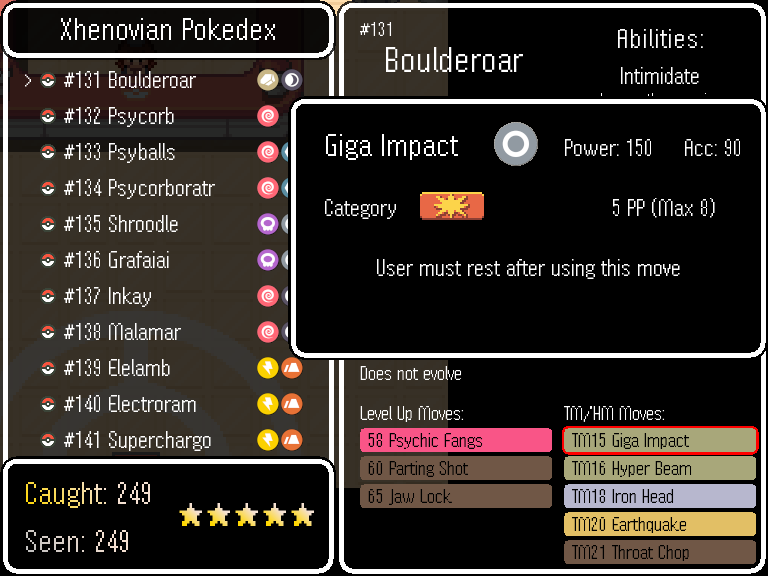 Xhenovian Pokedex
> #131 Boulderoar
#132 Psycorb
#133 Psyballs
#134 Psycorboratr
#135 Shroodle
#136 Grafaiai
#137 Inkay
#138 Malamar
#139 Elelamb
#140 Electroram
#141 Superchargo
Caught: 249
Seen: 249
#131
Boulderoar
Abilities:
Intimidate
Giga Impact
Power: 150
Acc: 90
Category
5 PP (Max 8)
User must rest after using this move
Does not evolve
Level Up Moves:
58 Psychic Fangs
60 Parting Shot
65 Jaw Lock
TM/HM Moves:
TM15 Giga Impact
TM16 Hyper Beam
TM18 Iron Head
TM20 Earthquake
TM21 Throat Chop